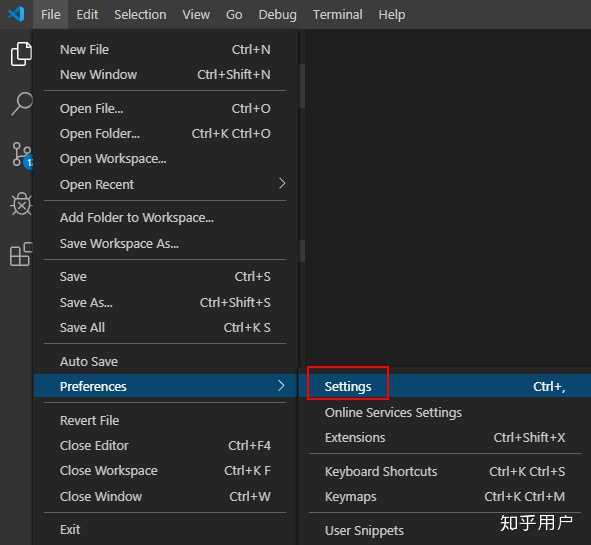 File Edit Selection View Go Debug Terminal Help
New File Ctrl+N
New Window Ctrl+Shift+N
Open File... Ctrl+O
Open Folder... Ctrl+K Ctrl+O
Open Workspace...
Open Recent
Add Folder to Workspace...
Save Workspace As...
Save Ctrl+S
Save As... Ctrl+Shift+S
Save All Ctrl+K S
Auto Save
Preferences
Revert File
Close Editor Ctrl+F4
Close Workspace Ctrl+K F
Close Window Ctrl+W
Exit
Settings Ctrl+,
Online Services Settings
Extensions Ctrl+Shift+X
Keyboard Shortcuts Ctrl+K Ctrl+S
Keymaps Ctrl+K Ctrl+M
User Snippets
知乎用户